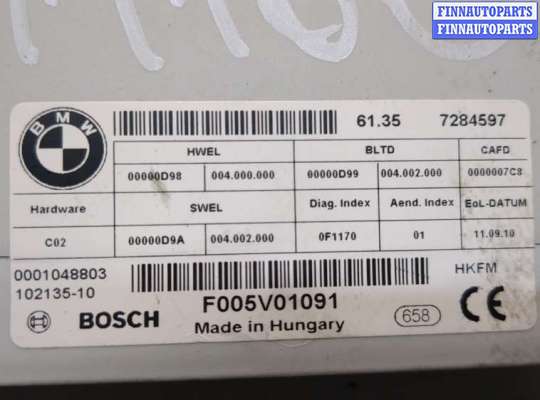 FINNAUTOPARTS
FINNAUTOPARTS
BMW
61.35 7284597
HWEL BLTD CAFD
00000D98 004.000.000 00000D99 004.002.000 0000007C8
Hardware SWEL Diag. Index Aend. Index EoL-DATUM
C02 00000D9A 004.002.000 0F1170 01 11.09.10
0001048803 HKFM
102135-10
BOSCH F005V01091 658 CE
Made in Hungary